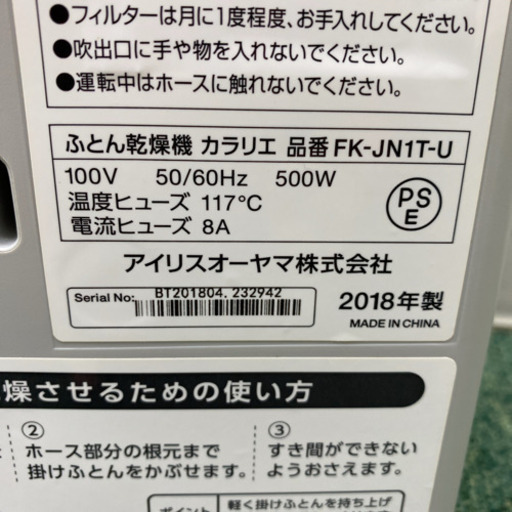 ●フィルターは月に1度程度、お手入れしてください。
●吹出口に手や物を入れないでください。
●運転中はホースに触れないでください。
ふとん乾燥機 カラリエ 品番 FK-JN1T-U
100V 50/60Hz 500W
温度ヒューズ 117℃
電流ヒューズ 8A
PS
E
アイリスオーヤマ株式会社
Serial No: BT201804. 232942
2018年製
MADE IN CHINA
燥させるための使い方
②
ホース部分の根元まで
掛けふとんをかぶせます。
③
すき間ができない
ようおさえます。
ポイント
軽く掛けふとんを持ち上げ